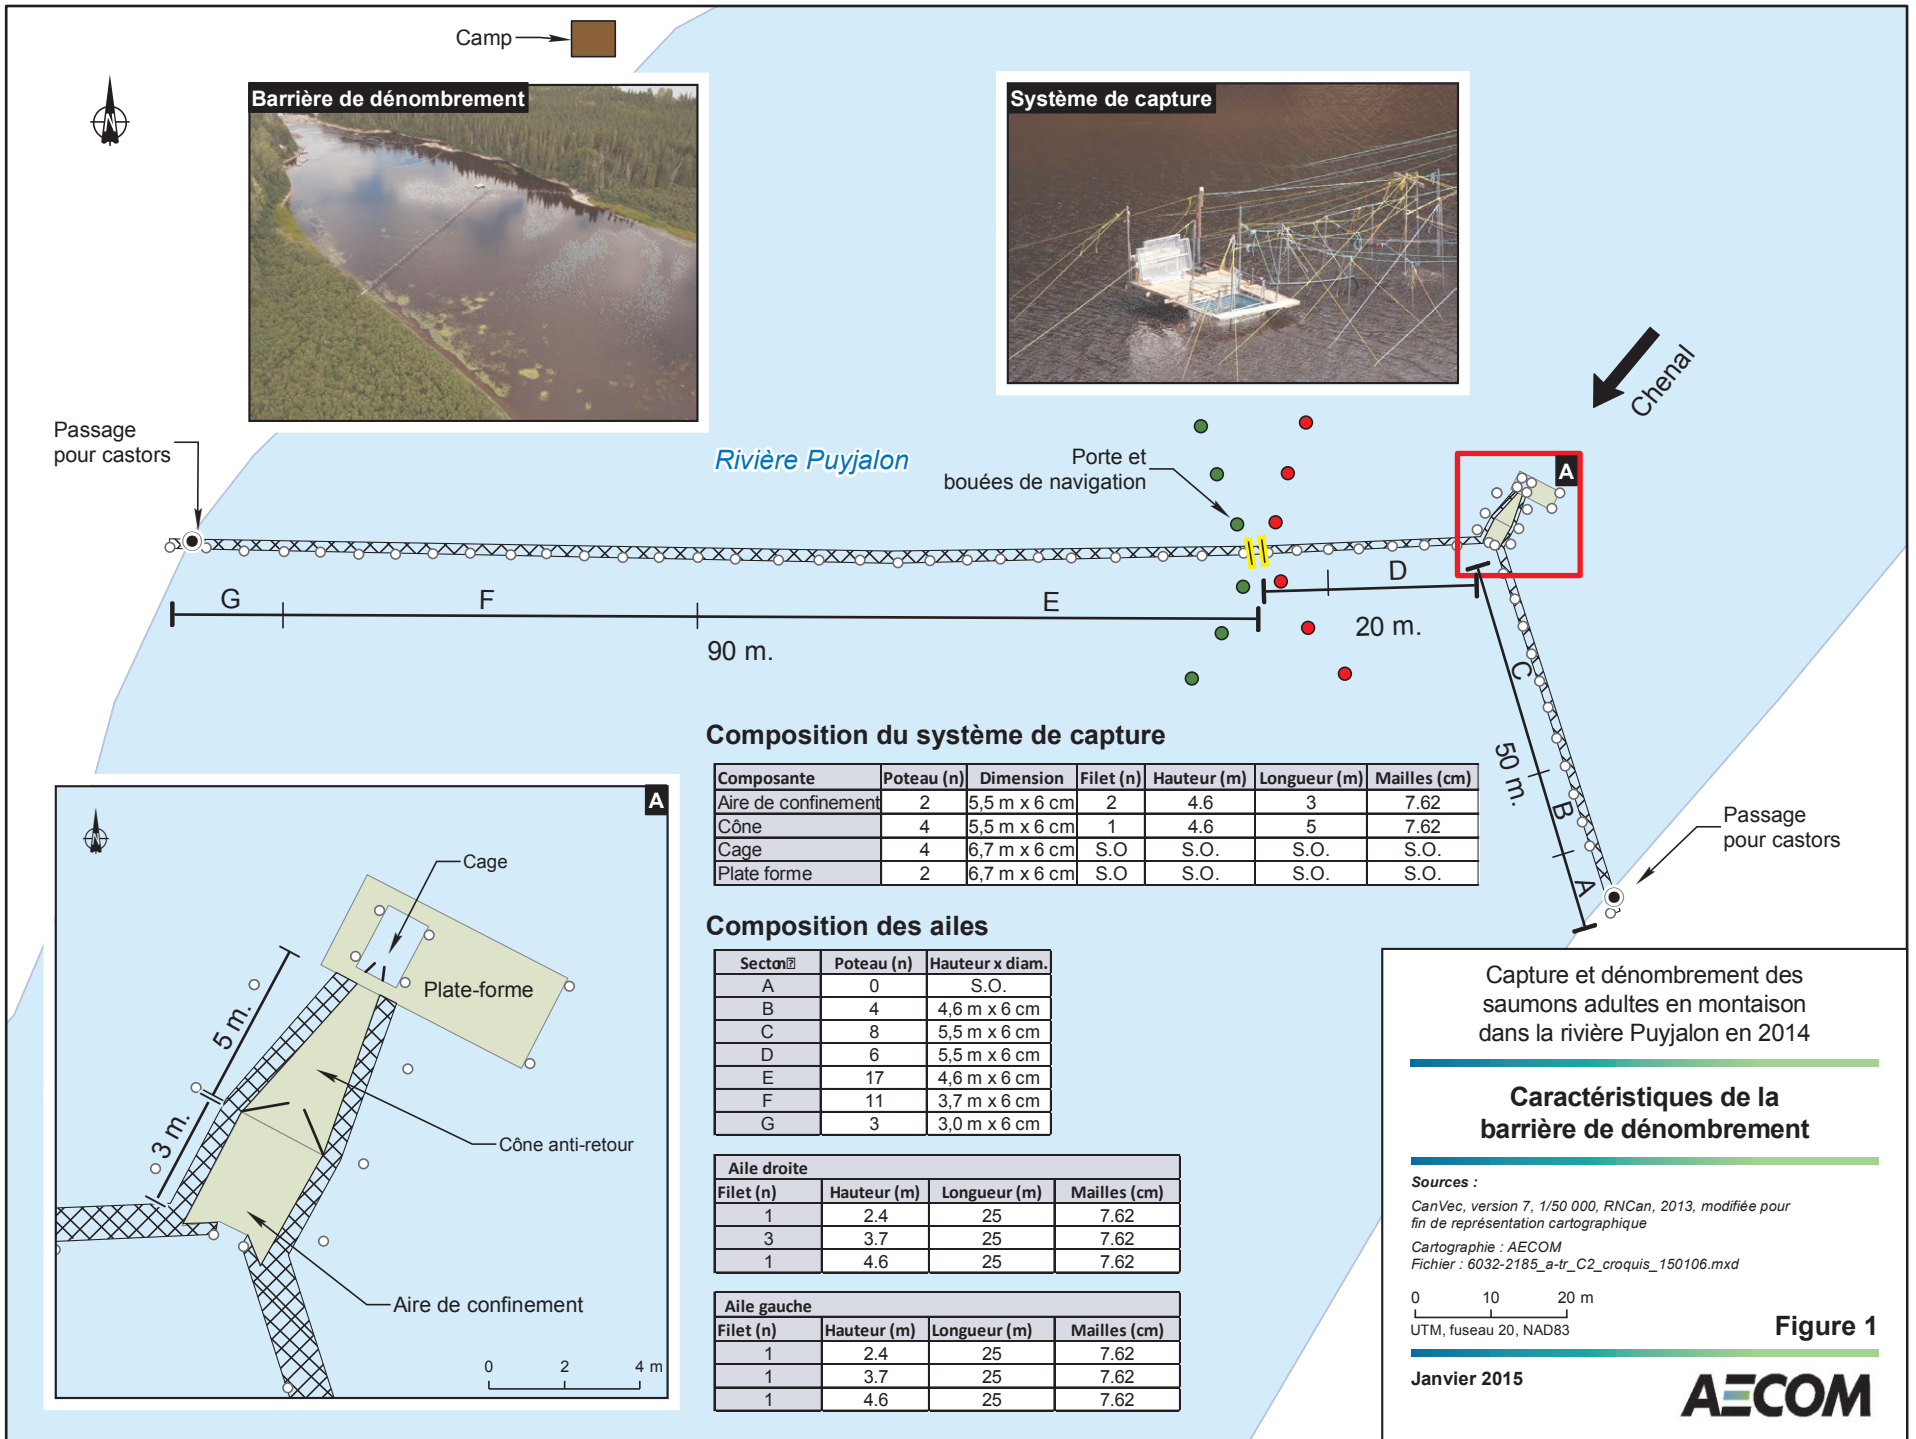 Camp
Barrière de dénombrement
Système de capture
N
Chenal
Passage
pour castors
Rivière Puyjalon
Porte et
bouées de navigation
A
G
F
E
D
90 m.
20 m.
C
50 m.
B
A
Passage
pour castors
Composition du système de capture
Composante Poteau (n) Dimension Filet (n) Hauteur (m) Longueur (m) Mailles (cm)
Aire de confinement 2 5,5 m x 6 cm 2 4.6 3 7.62
Cône 4 5,5 m x 6 cm 1 4.6 5 7.62
Cage 4 6,7 m x 6 cm S.O S.O. S.O. S.O.
Plate forme 2 6,7 m x 6 cm S.O S.O. S.O. S.O.
Composition des ailes
Poteau (n) Hauteur x diam.
A 0 S.O.
B 4 4,6 m x 6 cm
C 8 5,5 m x 6 cm
D 6 5,5 m x 6 cm
E 17 4,6 m x 6 cm
F 11 3,7 m x 6 cm
G 3 3,0 m x 6 cm
Aile droite
Filet (n) Hauteur (m) Longueur (m) Mailles (cm)
1 2.4 25 7.62
3 3.7 25 7.62
1 4.6 25 7.62
Aile gauche
Filet (n) Hauteur (m) Longueur (m) Mailles (cm)
1 2.4 25 7.62
1 3.7 25 7.62
1 4.6 25 7.62
A
N
Cage
Plate-forme
5 m.
3 m.
Cône anti-retour
Aire de confinement
0 2 4 m
Capture et dénombrement des
saumons adultes en montaison
dans la rivière Puyjalon en 2014
Caractéristiques de la
barrière de dénombrement
Sources :
CanVec, version 7, 1/50 000, RNCan, 2013, modifiée pour
fin de représentation cartographique
Cartographie : AECOM
Fichier : 6032-2185_a-tr_C2_croquis_150106.mxd
0 10 20 m
UTM, fuseau 20, NAD83
Figure 1
Janvier 2015
AECOM